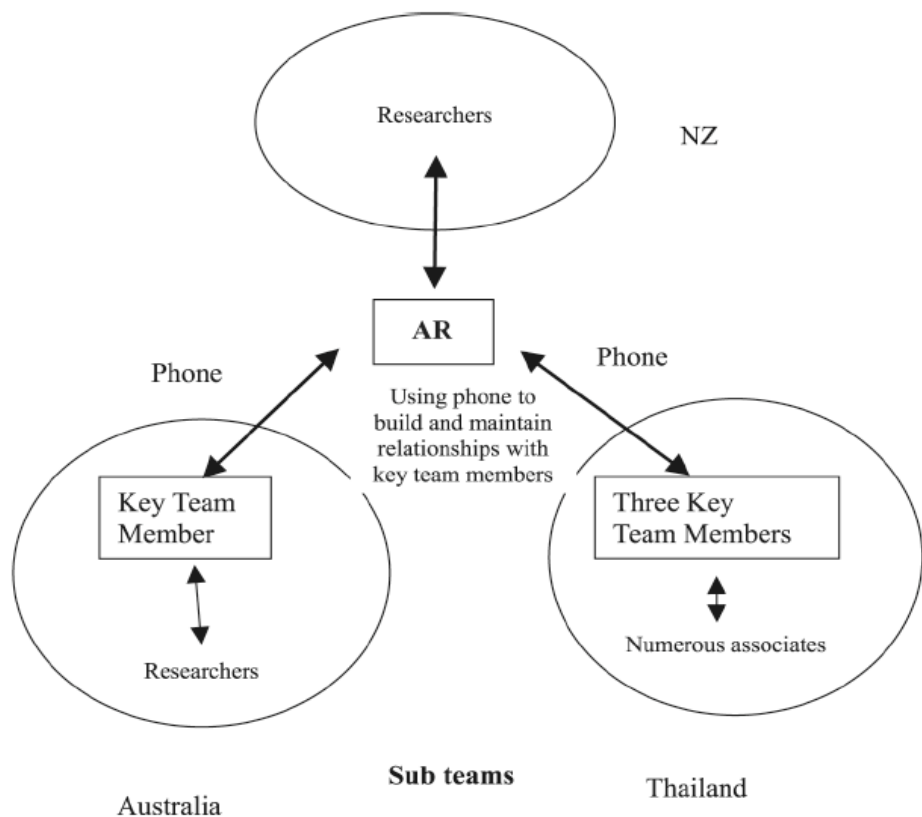 Researchers
NZ
AR
Phone
Phone
Using phone to
build and maintain
relationships with
key team members
Key Team
Member
Three Key
Team Members
Researchers
Numerous associates
Sub teams
Australia
Thailand